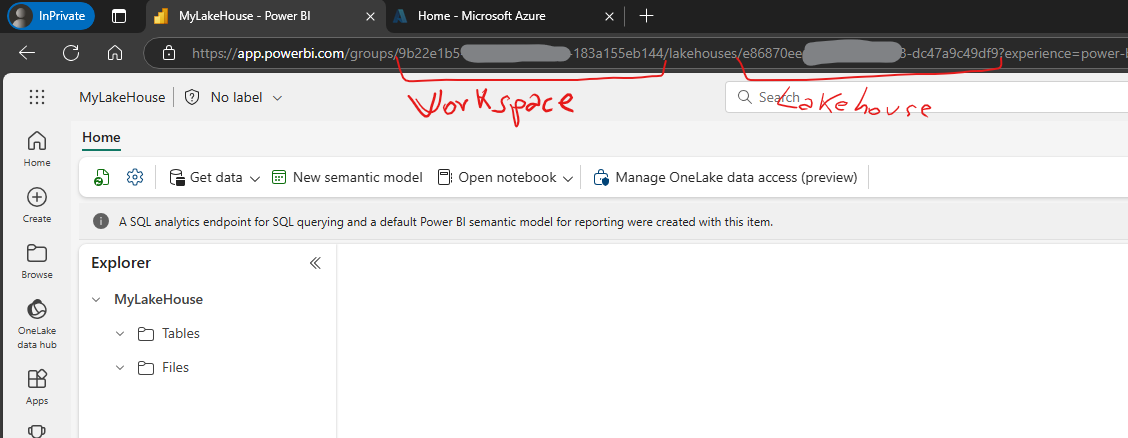 InPrivate
MyLakeHouse - Power BI
Home - Microsoft Azure
https://app.powerbi.com/groups/9b22e1b5- -183a155eb144/lakehouses/e86870ee -dc47a9c49df9?experience=power-b
Workspace
Lakehouse
MyLakeHouse
No label
Search
Home
Get data
New semantic model
Open notebook
Manage OneLake data access (preview)
A SQL analytics endpoint for SQL querying and a default Power BI semantic model for reporting were created with this item.
Home
Create
Browse
OneLake
data hub
Apps
Explorer
MyLakeHouse
Tables
Files